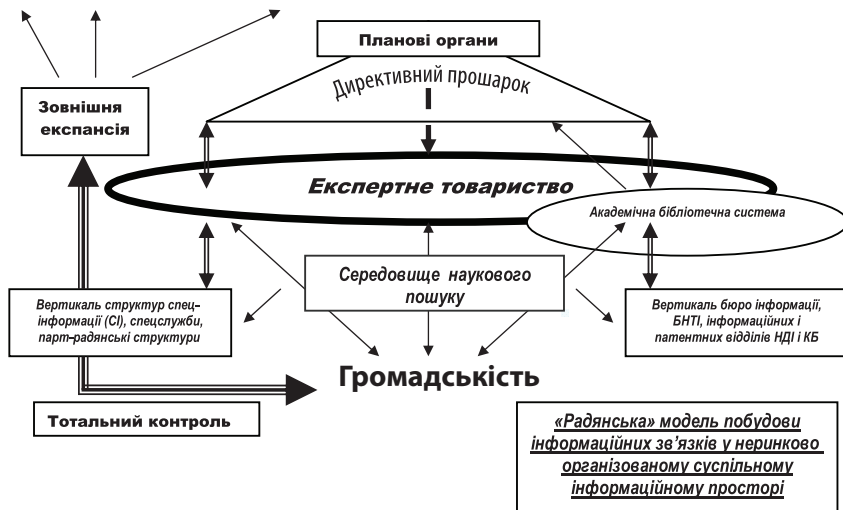 Планові органи
Директивний прошарок
Зовнішня
експансія
Експертне товариство
Академічна бібліотечна система
Середовище наукового
пошуку
Вертикаль структур спец-
інформації (СІ), спецслужби,
парт-радянські структури
Вертикаль бюро інформації,
БНТІ, інформаційних і
патентних відділів НДІ і КБ
Громадськість
Тотальний контроль
«Радянська» модель побудови
інформаційних зв’язків у неринково
організованому суспільному
інформаційному просторі